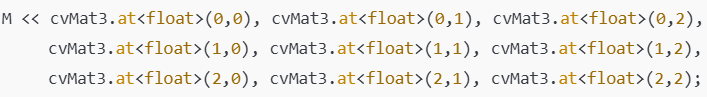 M << cvMat3.at<float>(0,0), cvMat3.at<float>(0,1), cvMat3.at<float>(0,2),
cvMat3.at<float>(1,0), cvMat3.at<float>(1,1), cvMat3.at<float>(1,2),
cvMat3.at<float>(2,0), cvMat3.at<float>(2,1), cvMat3.at<float>(2,2);